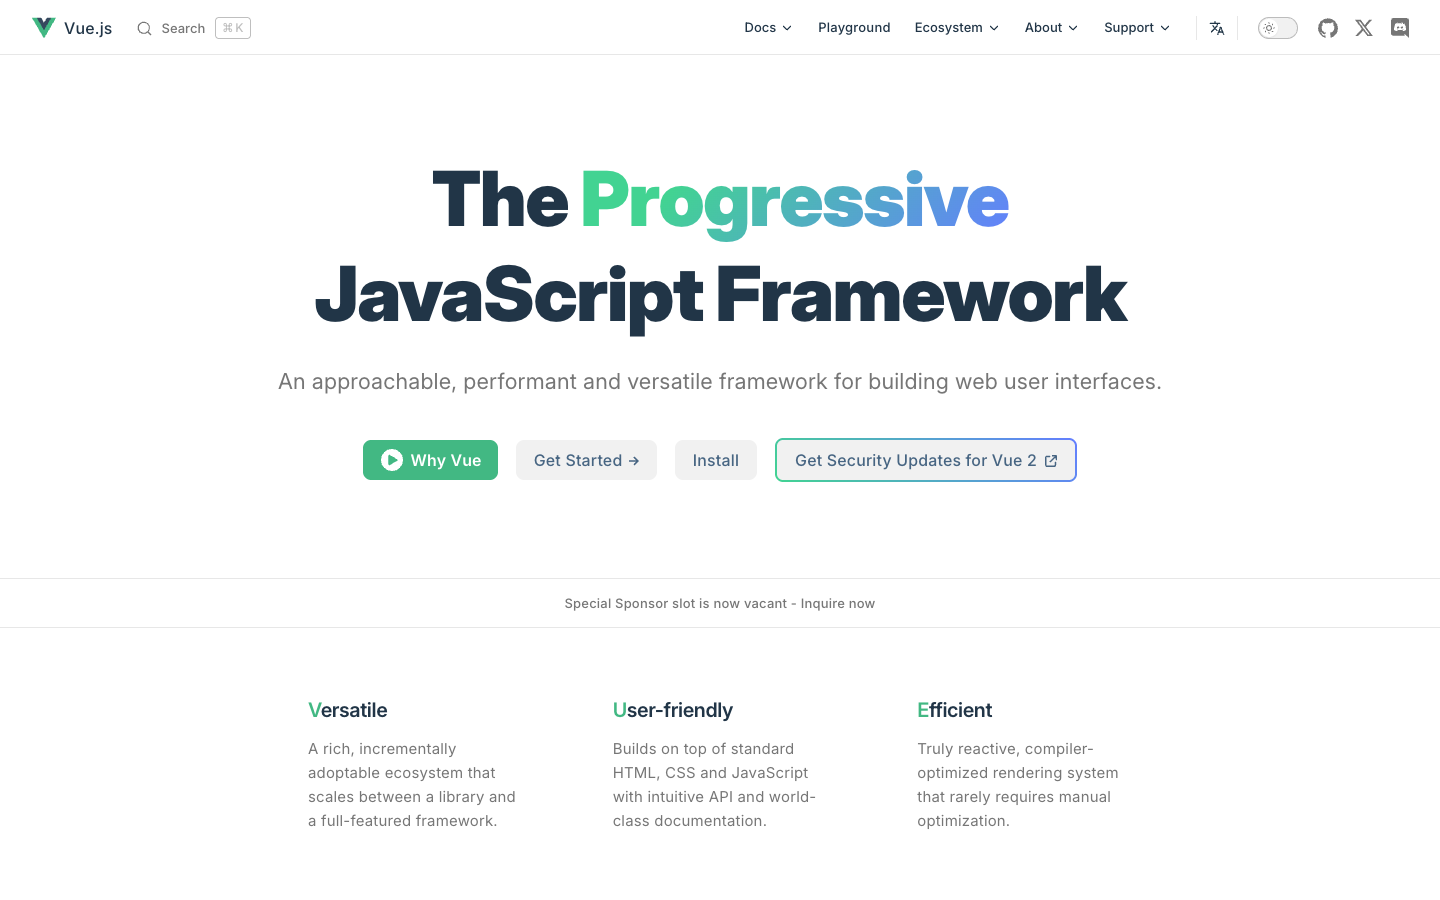 Vue.js
Search
⌘ K
Docs
Playground
Ecosystem
About
Support
The Progressive
JavaScript Framework
An approachable, performant and versatile framework for building web user interfaces.
Why Vue
Get Started →
Install
Get Security Updates for Vue 2
Special Sponsor slot is now vacant - Inquire now
Versatile
A rich, incrementally
adoptable ecosystem that
scales between a library and
a full-featured framework.
User-friendly
Builds on top of standard
HTML, CSS and JavaScript
with intuitive API and world-
class documentation.
Efficient
Truly reactive, compiler-
optimized rendering system
that rarely requires manual
optimization.